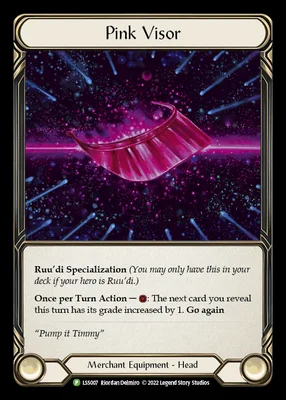 Pink Visor
Ruu'di Specialization (You may only have this in your
deck if your hero is Ruu'di.)
Once per Turn Action — : The next card you reveal
this turn has its grade increased by 1. Go again
“Pump it Timmy”
Merchant Equipment - Head
P LSS007 Riordan Delmiro © 2022 Legend Story Studios